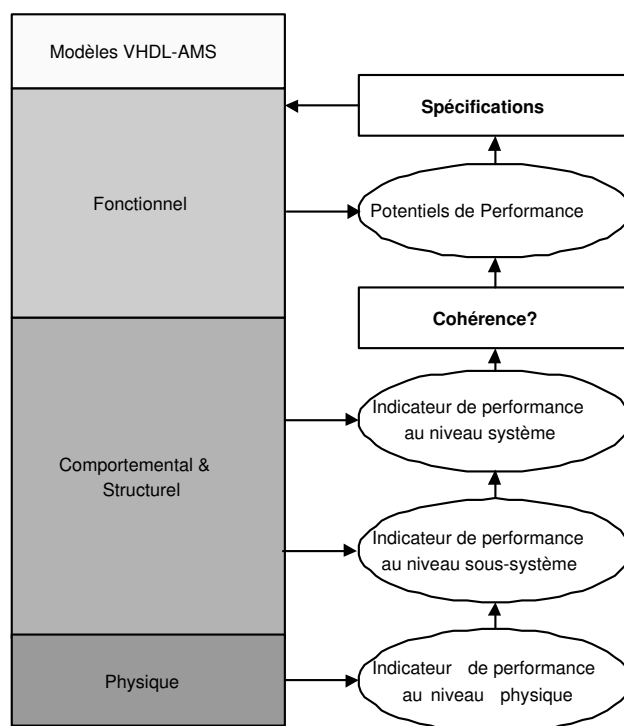 Modèles VHDL-AMS
Spécifications
Fonctionnel
Potentiels de Performance
Cohérence?
Indicateur de performance
au niveau système
Comportemental &
Structurel
Indicateur de performance
au niveau sous-système
Physique
Indicateur de performance
au niveau physique